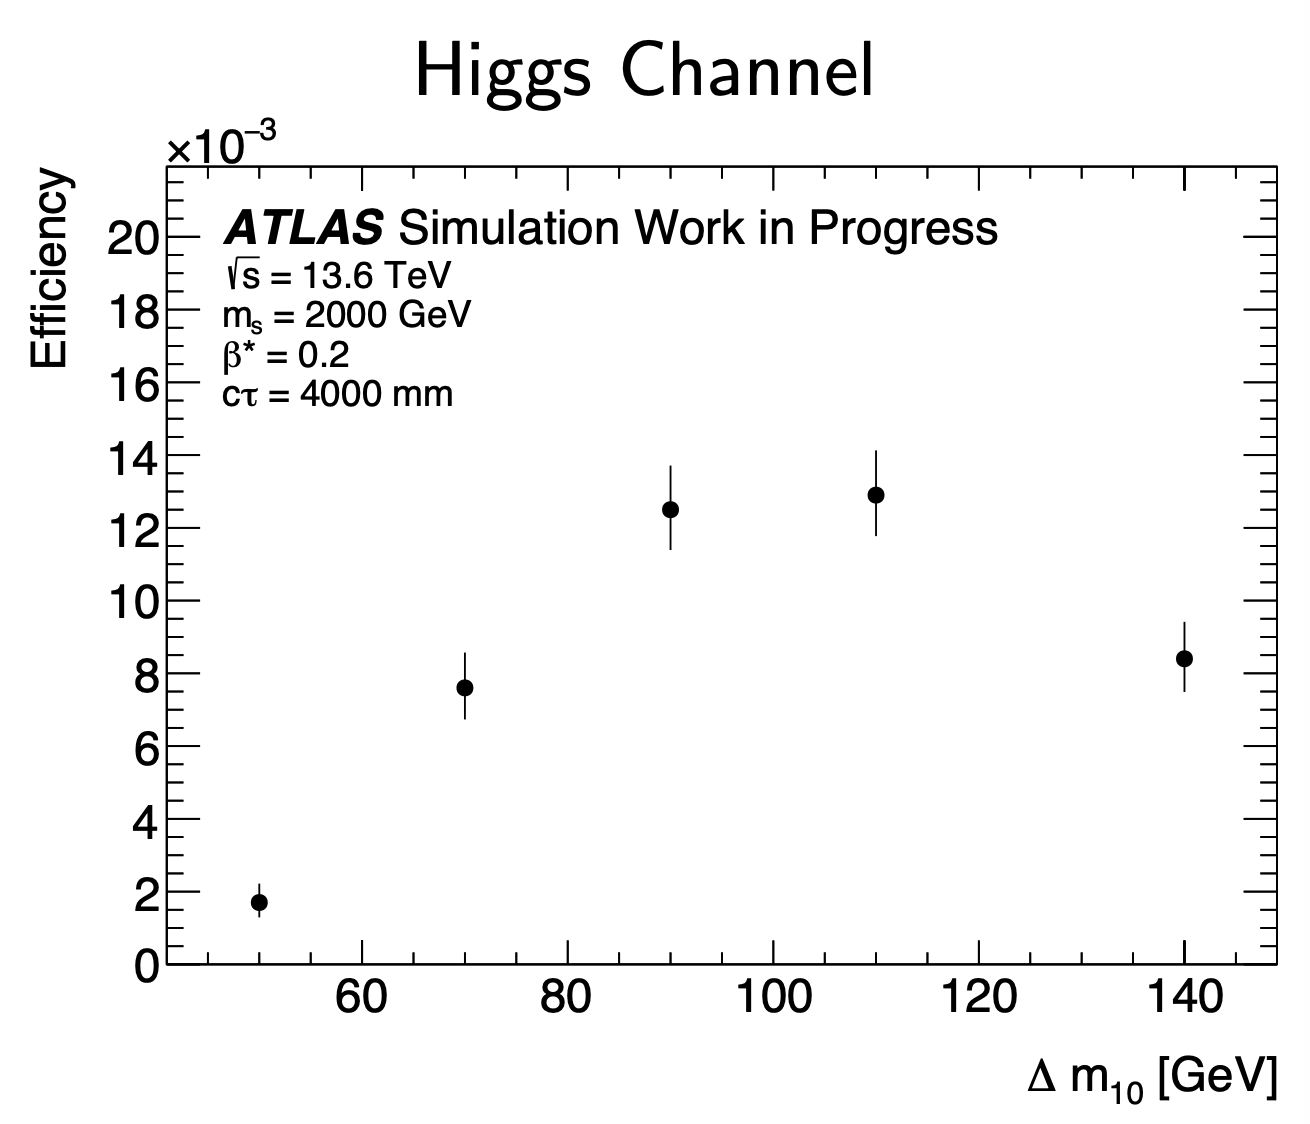 Higgs Channel
×10⁻³
Efficiency
ATLAS Simulation Work in Progress
√s = 13.6 TeV
mₛ = 2000 GeV
β* = 0.2
cτ = 4000 mm
20
18
16
14
12
10
8
6
4
2
0
60 80 100 120 140
Δ m₁₀ [GeV]